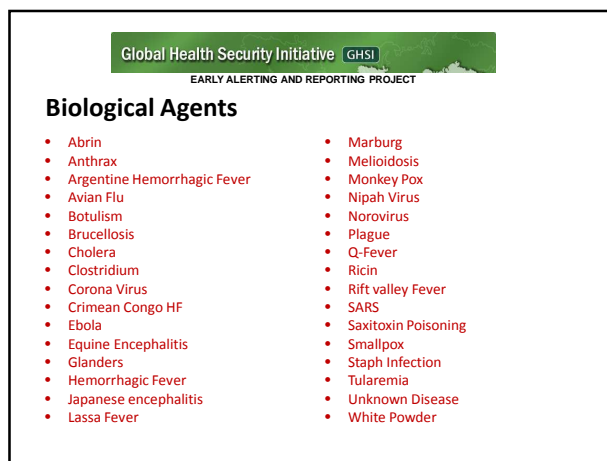 Global Health Security Initiative GHSI
EARLY ALERTING AND REPORTING PROJECT
Biological Agents
• Abrin
• Anthrax
• Argentine Hemorrhagic Fever
• Avian Flu
• Botulism
• Brucellosis
• Cholera
• Clostridium
• Corona Virus
• Crimean Congo HF
• Ebola
• Equine Encephalitis
• Glanders
• Hemorrhagic Fever
• Japanese encephalitis
• Lassa Fever
• Marburg
• Melioidosis
• Monkey Pox
• Nipah Virus
• Norovirus
• Plague
• Q-Fever
• Ricin
• Rift valley Fever
• SARS
• Saxitoxin Poisoning
• Smallpox
• Staph Infection
• Tularemia
• Unknown Disease
• White Powder